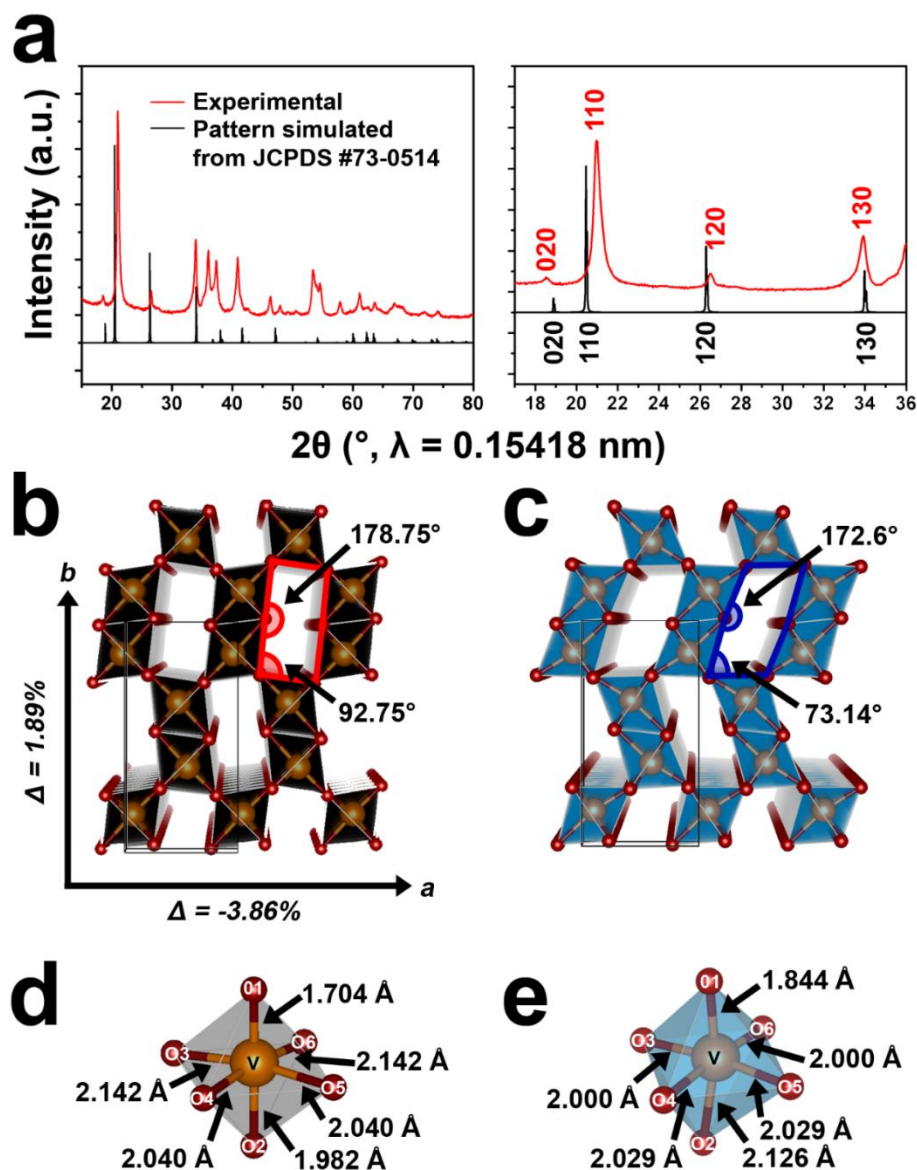 a
Intensity (a.u.)
Experimental
Pattern simulated
from JCPDS #73-0514
20 30 40 50 60 70 80
020
110
120
130
020
110
120
130
18 20 22 24 26 28 30 32 34 36
2θ (°, λ = 0.15418 nm)
b
178.75°
92.75°
b
Δ = 1.89%
a
Δ = -3.86%
c
172.6°
73.14°
d
O1
1.704 Å
O6
O3
V
2.142 Å
2.142 Å
O4
O5
2.040 Å
2.040 Å
O2
1.982 Å
e
O1
1.844 Å
O6
O3
V
2.000 Å
2.000 Å
O4
O5
2.029 Å
2.029 Å
O2
2.126 Å